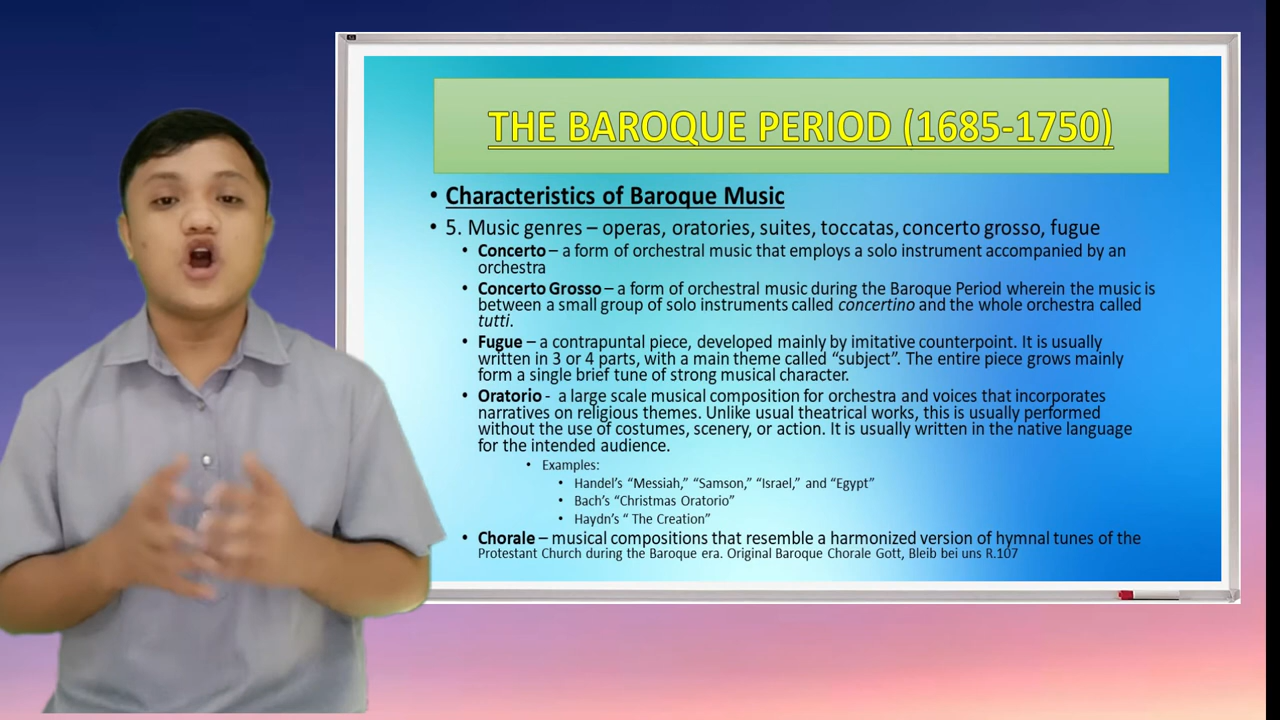 THE BAROQUE PERIOD (1685-1750)
• Characteristics of Baroque Music
• 5. Music genres – operas, oratories, suites, toccatas, concerto grosso, fugue
• Concerto – a form of orchestral music that employs a solo instrument accompanied by an
orchestra
• Concerto Grosso – a form of orchestral music during the Baroque Period wherein the music is
between a small group of solo instruments called concertino and the whole orchestra called
tutti.
• Fugue – a contrapuntal piece, developed mainly by imitative counterpoint. It is usually
written in 3 or 4 parts, with a main theme called “subject”. The entire piece grows mainly
form a single brief tune of strong musical character.
• Oratorio - a large scale musical composition for orchestra and voices that incorporates
narratives on religious themes. Unlike usual theatrical works, this is usually performed
without the use of costumes, scenery, or action. It is usually written in the native language
for the intended audience.
• Examples:
• Handel’s “Messiah,” “Samson,” “Israel,” and “Egypt”
• Bach’s “Christmas Oratorio”
• Haydn’s “ The Creation”
• Chorale – musical compositions that resemble a harmonized version of hymnal tunes of the
Protestant Church during the Baroque era. Original Baroque Chorale Gott, Bleib bei uns R.107